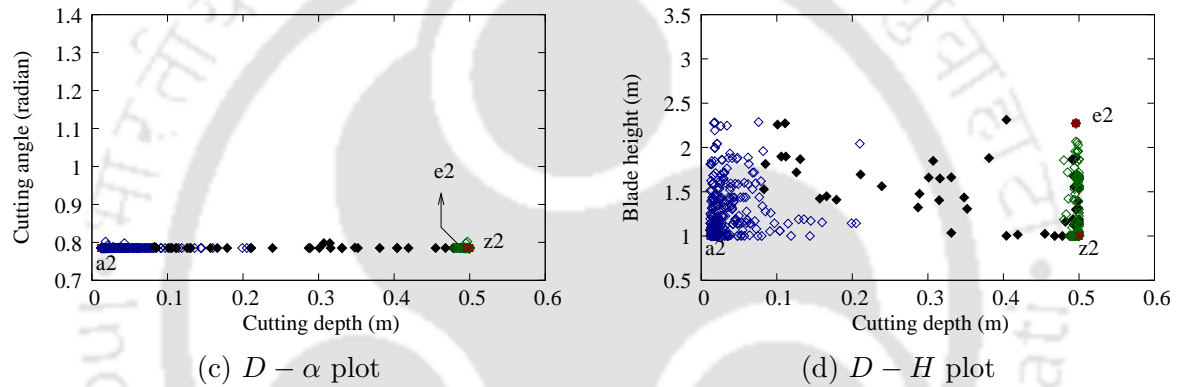 1.4
1.3
1.2
1.1
1
0.9
0.8
0.7
Cutting angle (radian)
0 0.1 0.2 0.3 0.4 0.5 0.6
Cutting depth (m)
a2
e2
z2
(c) D − α plot
3.5
3
2.5
2
1.5
1
0.5
Blade height (m)
0 0.1 0.2 0.3 0.4 0.5 0.6
Cutting depth (m)
a2
e2
z2
(d) D − H plot